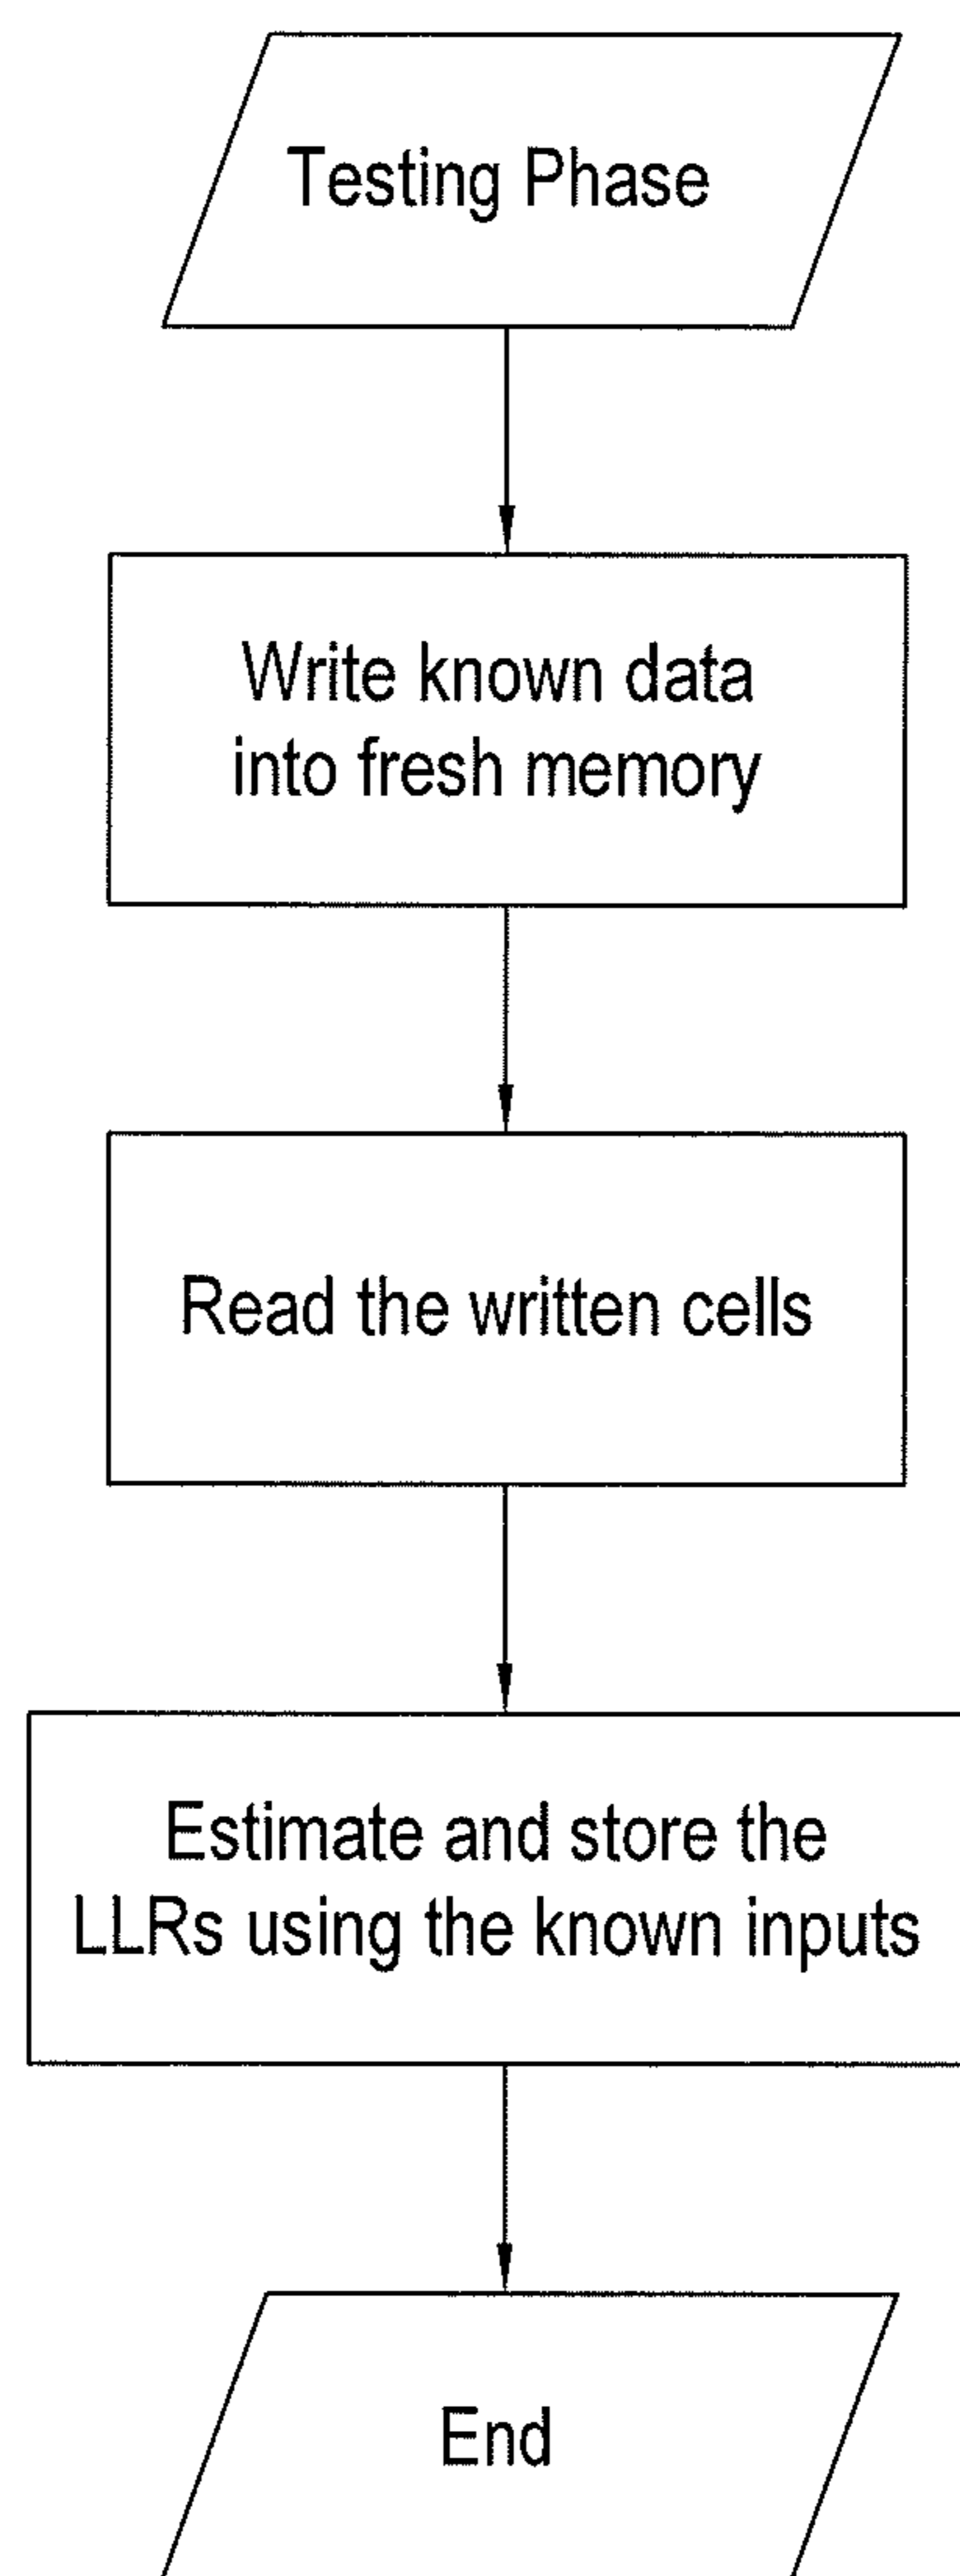 Testing Phase
Write known data
into fresh memory
Read the written cells
Estimate and store the
LLRs using the known inputs
End